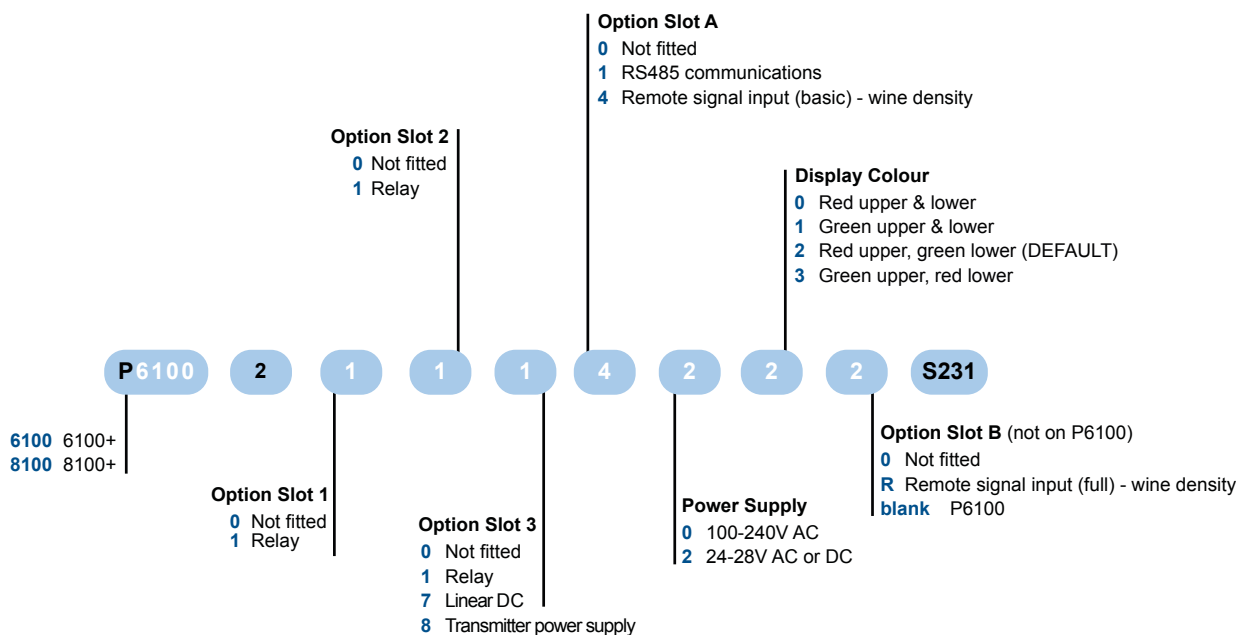 Option Slot A
0 Not fitted
1 RS485 communications
4 Remote signal input (basic) - wine density
Option Slot 2
0 Not fitted
1 Relay
Display Colour
0 Red upper & lower
1 Green upper & lower
2 Red upper, green lower (DEFAULT)
3 Green upper, red lower
P6100 2 1 1 1 4 2 2 2 S231
6100 6100+
8100 8100+
Option Slot 1
0 Not fitted
1 Relay
Option Slot 3
0 Not fitted
1 Relay
7 Linear DC
8 Transmitter power supply
Power Supply
0 100-240V AC
2 24-28V AC or DC
Option Slot B (not on P6100)
0 Not fitted
R Remote signal input (full) - wine density
blank P6100